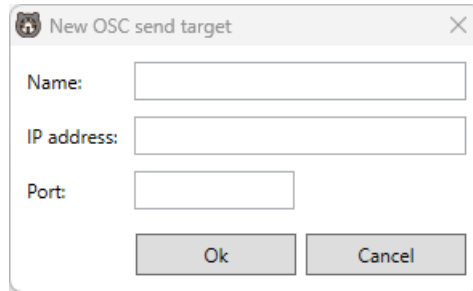 New OSC send target
Name:
IP address:
Port:
Ok Cancel